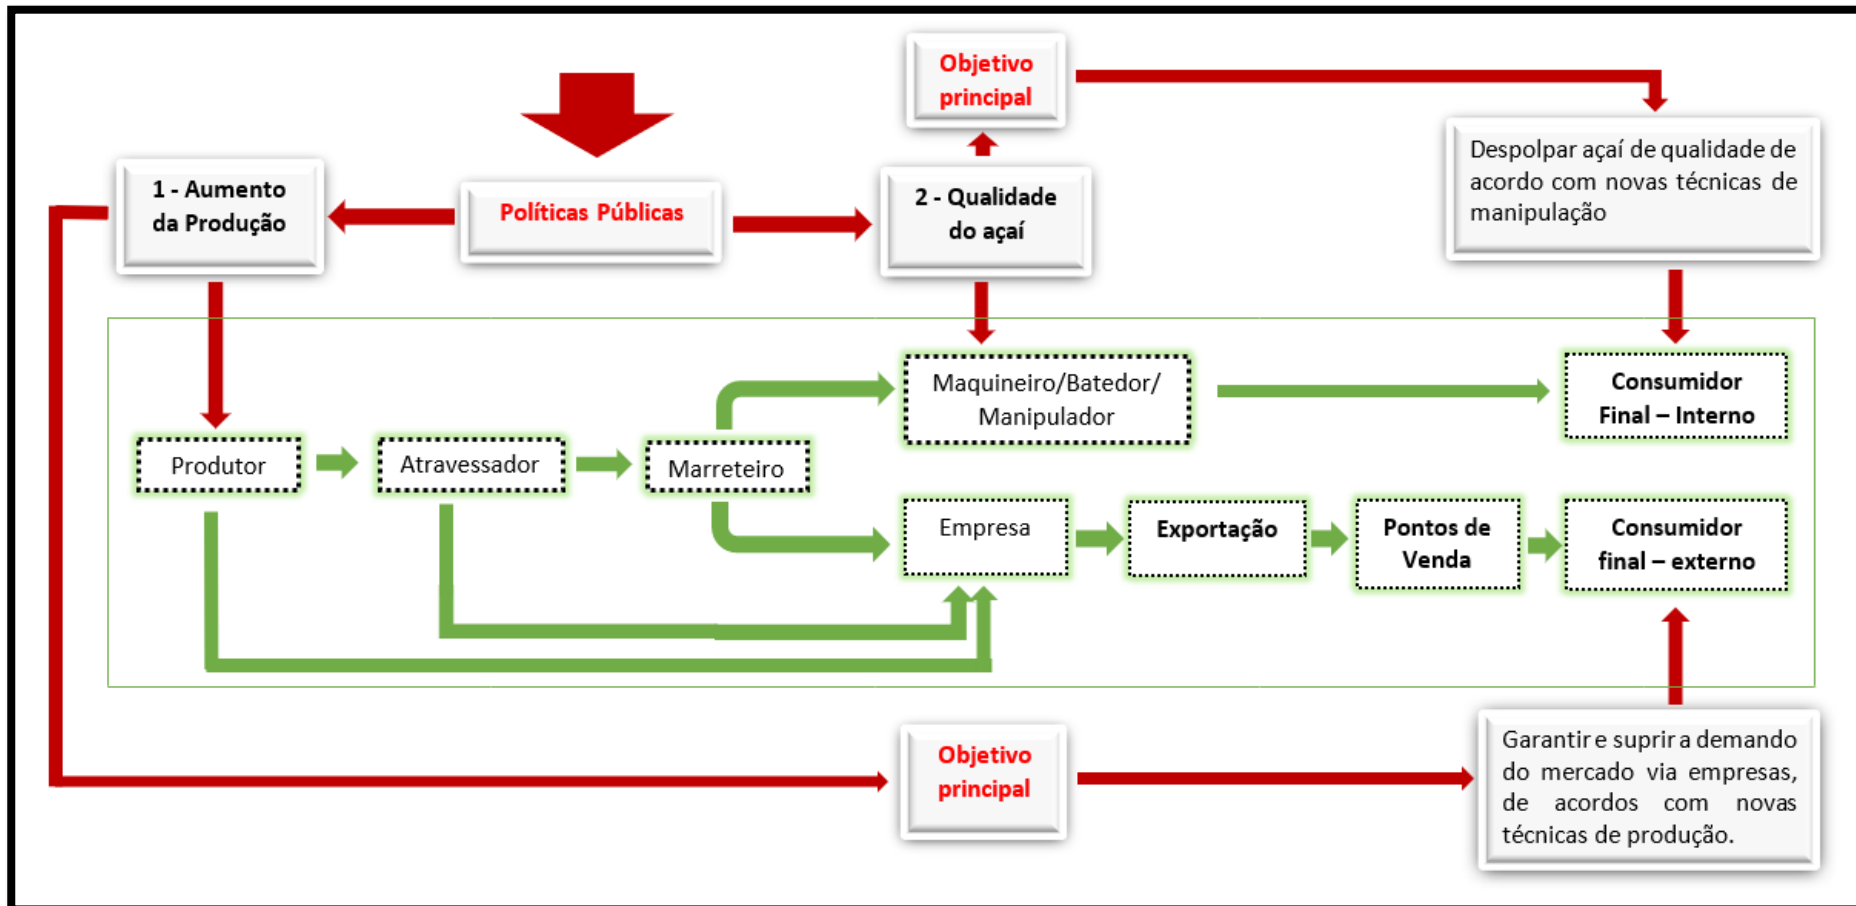 Objetivo
principal
Despolpar açaí de qualidade de
acordo com novas técnicas de
manipulação
1 - Aumento
da Produção
Políticas Públicas
2 - Qualidade
do açaí
Maquineiro/Batedor/
Manipulador
Consumidor
Final – Interno
Produtor
Atravessador
Marreteiro
Empresa
Exportação
Pontos de
Venda
Consumidor
final – externo
Objetivo
principal
Garantir e suprir a demando
do mercado via empresas,
de acordos com novas
técnicas de produção.